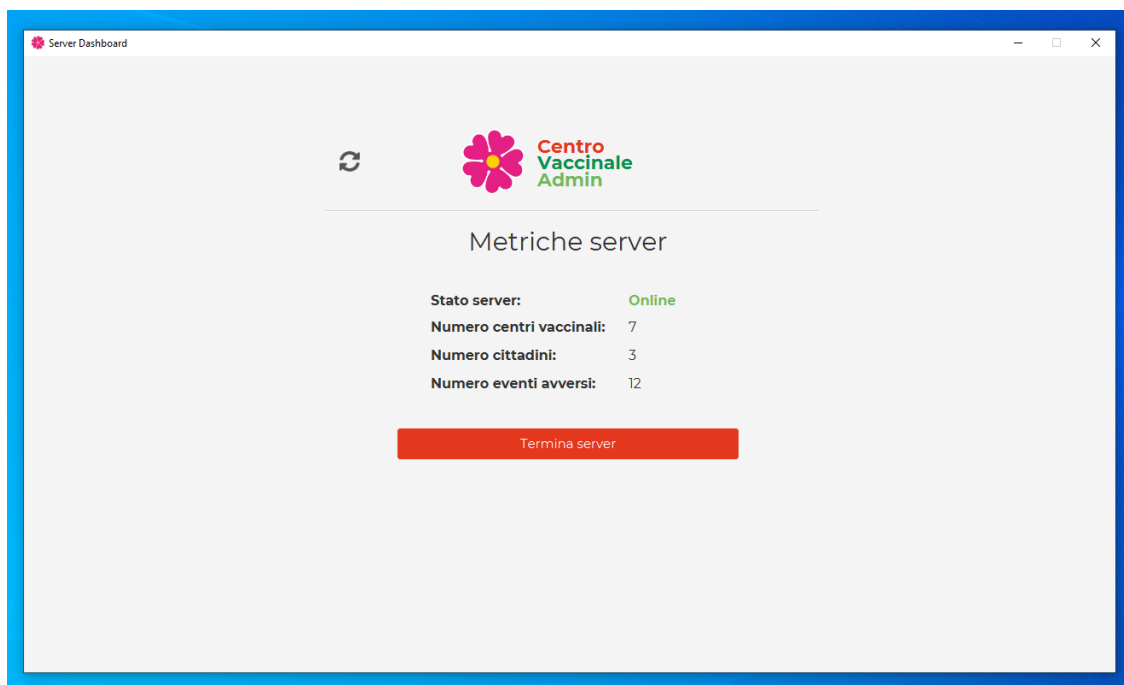 Server Dashboard
Centro
Vaccinale
Admin
Metriche server
Stato server: Online
Numero centri vaccinali: 7
Numero cittadini: 3
Numero eventi avversi: 12
Termina server